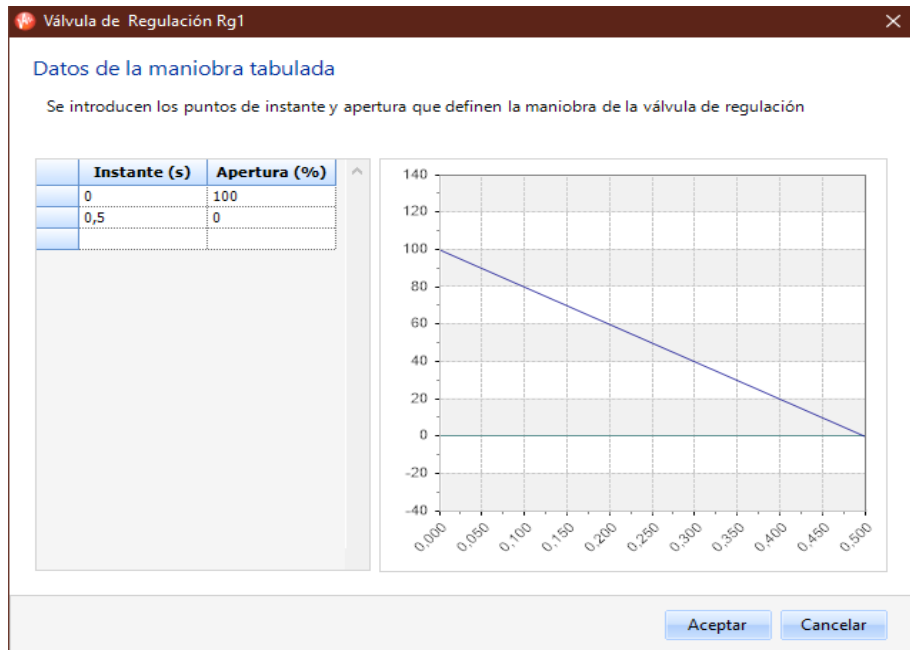 Válvula de Regulación Rg1
Datos de la maniobra tabulada
Se introducen los puntos de instante y apertura que definen la maniobra de la válvula de regulación
Instante (s) Apertura (%)
0 100
0,5 0
140
120
100
80
60
40
20
0
-20
-40
0,000 0,050 0,100 0,150 0,200 0,250 0,300 0,350 0,400 0,450 0,500
Aceptar Cancelar